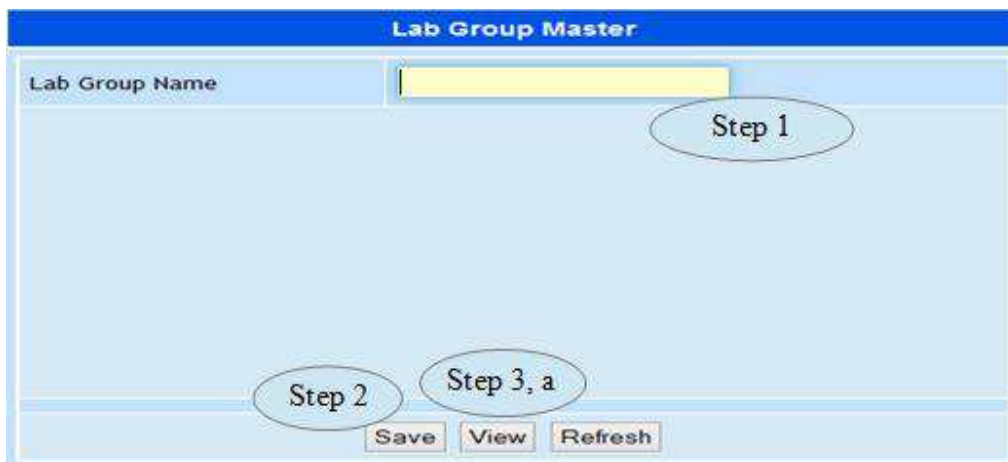 Lab Group Master
Lab Group Name
Step 1
Step 2
Step 3, a
Save View Refresh